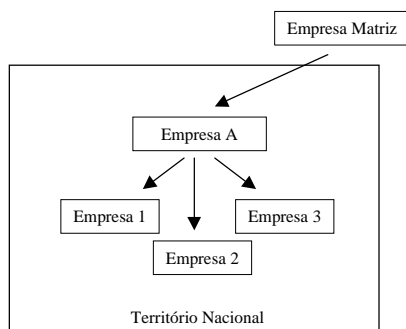 Empresa Matriz
Empresa A
Empresa 1
Empresa 3
Empresa 2
Território Nacional